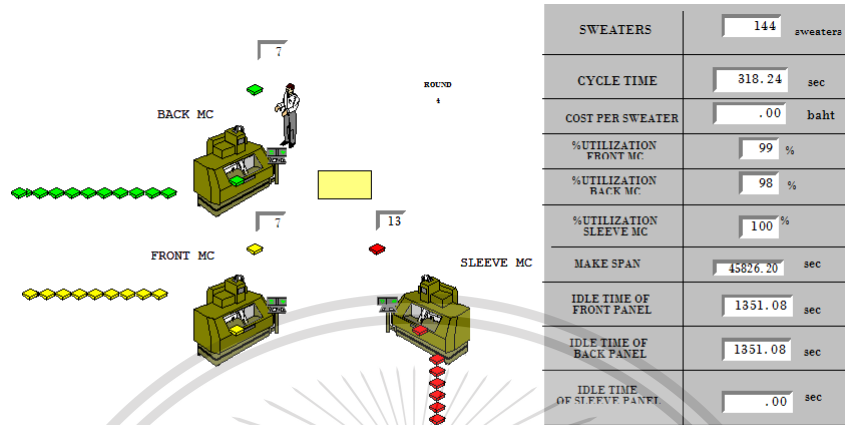 7
ROUND
4
BACK MC
7
13
FRONT MC
SLEEVE MC
SWEATERS 144 sweaters
CYCLE TIME 318.24 sec
COST PER SWEATER .00 baht
%UTILIZATION
FRONT MC 99 %
%UTILIZATION
BACK MC 98 %
%UTILIZATION
SLEEVE MC 100 %
MAKE SPAN 45826.20 sec
IDLE TIME OF
FRONT PANEL 1351.08 sec
IDLE TIME OF
BACK PANEL 1351.08 sec
IDLE TIME
OF SLEEVE PANEL .00 sec